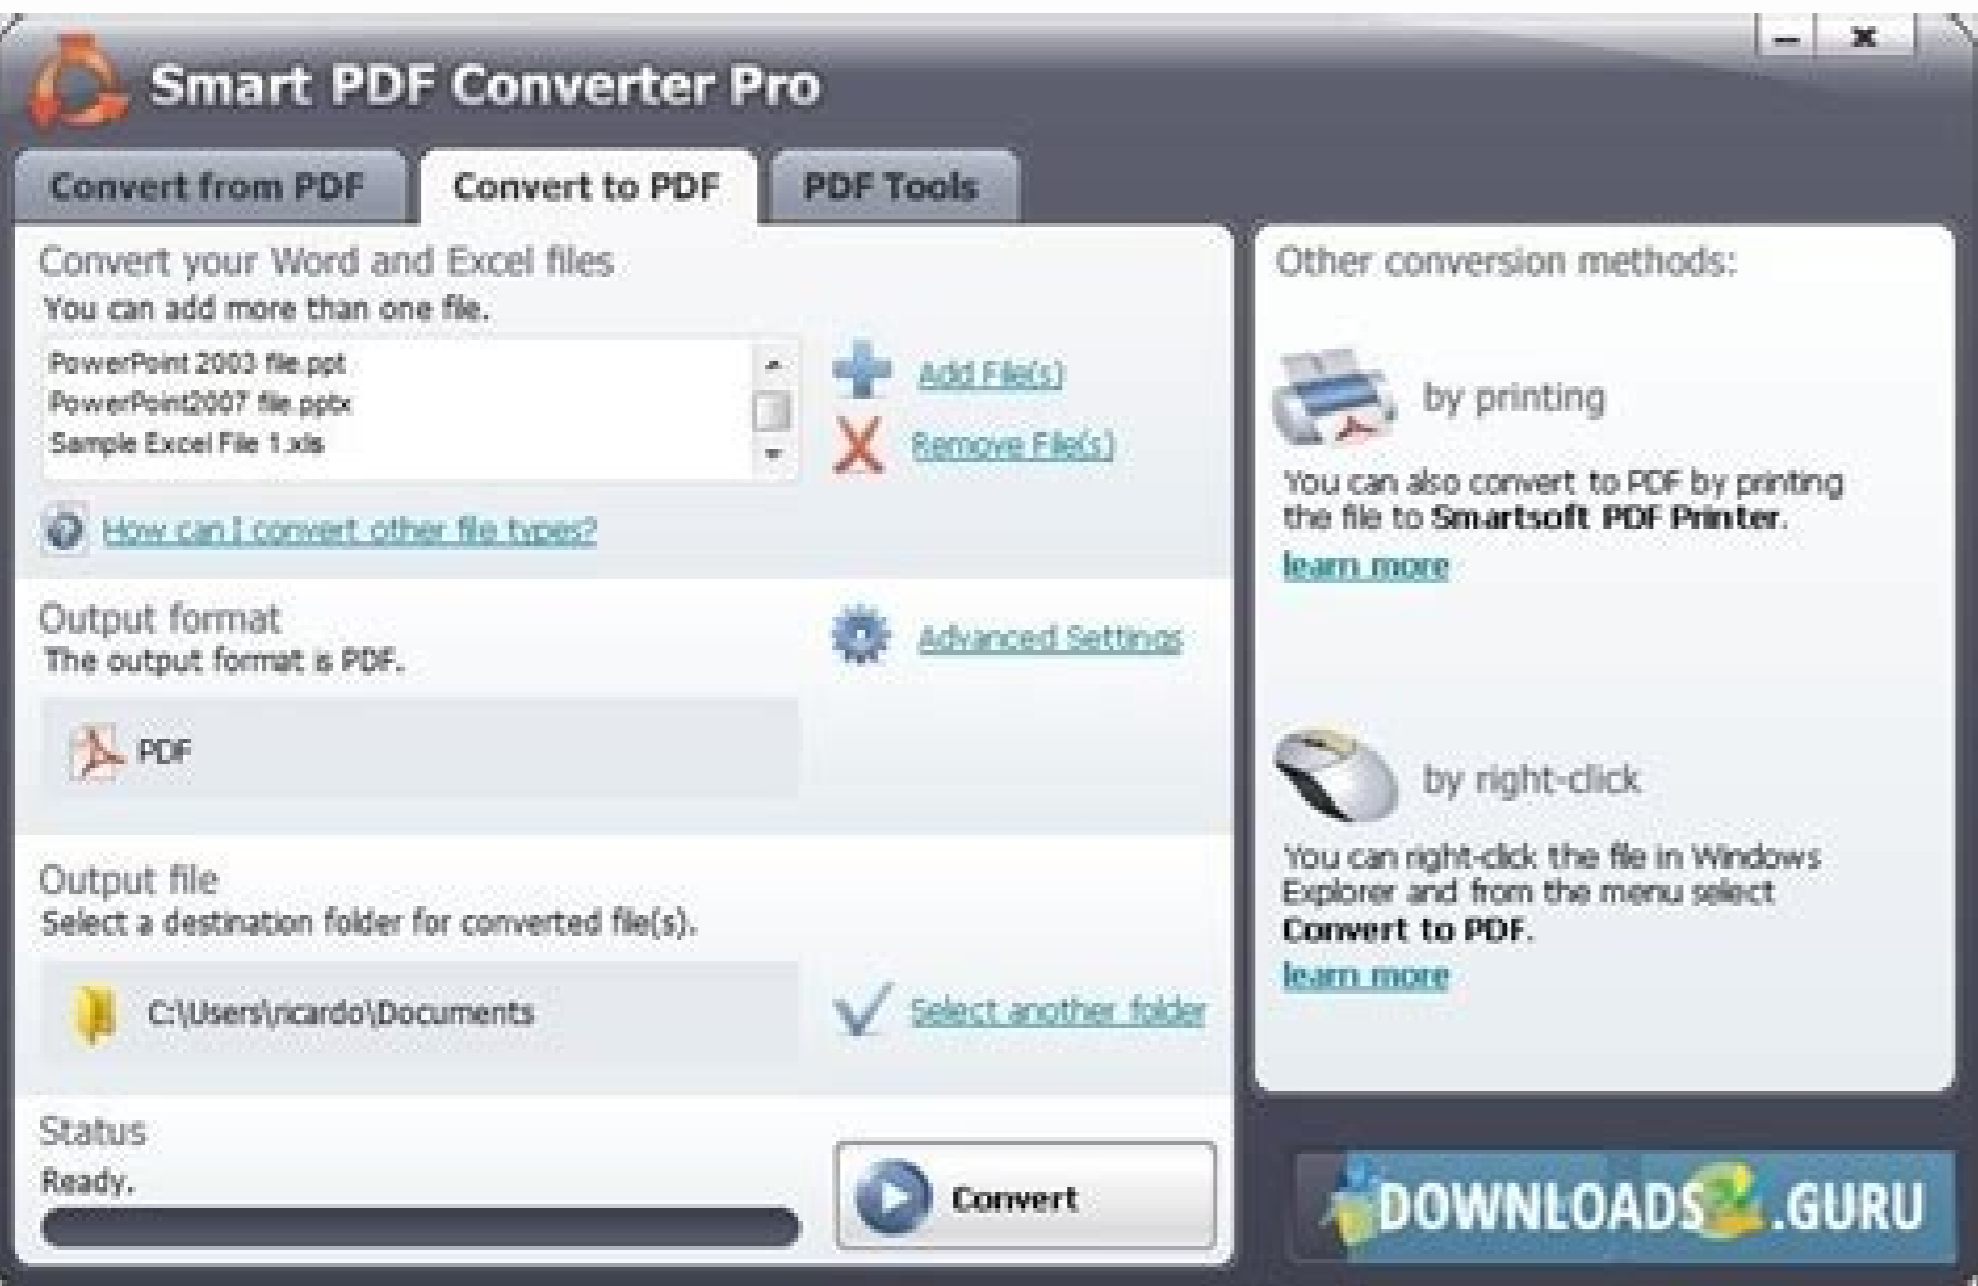 Smart PDF Converter Pro
Convert from PDF
Convert to PDF
PDF Tools
Convert your Word and Excel files
You can add more than one file.
PowerPoint 2003 file.ppt
PowerPoint2007 file.pptx
Sample Excel File 1.xls
Add File(s)
Remove File(s)
How can I convert other file types?
Output format
The output format is PDF.
Advanced Settings
PDF
Output file
Select a destination folder for converted file(s).
C:\Users\ricardo\Documents
Select another folder
Status
Ready.
Convert
Other conversion methods:
by printing
You can also convert to PDF by printing
the file to Smartsoft PDF Printer.
learn more
by right-click
You can right-click the file in Windows
Explorer and from the menu select
Convert to PDF.
learn more
DOWNLOADS .GURU